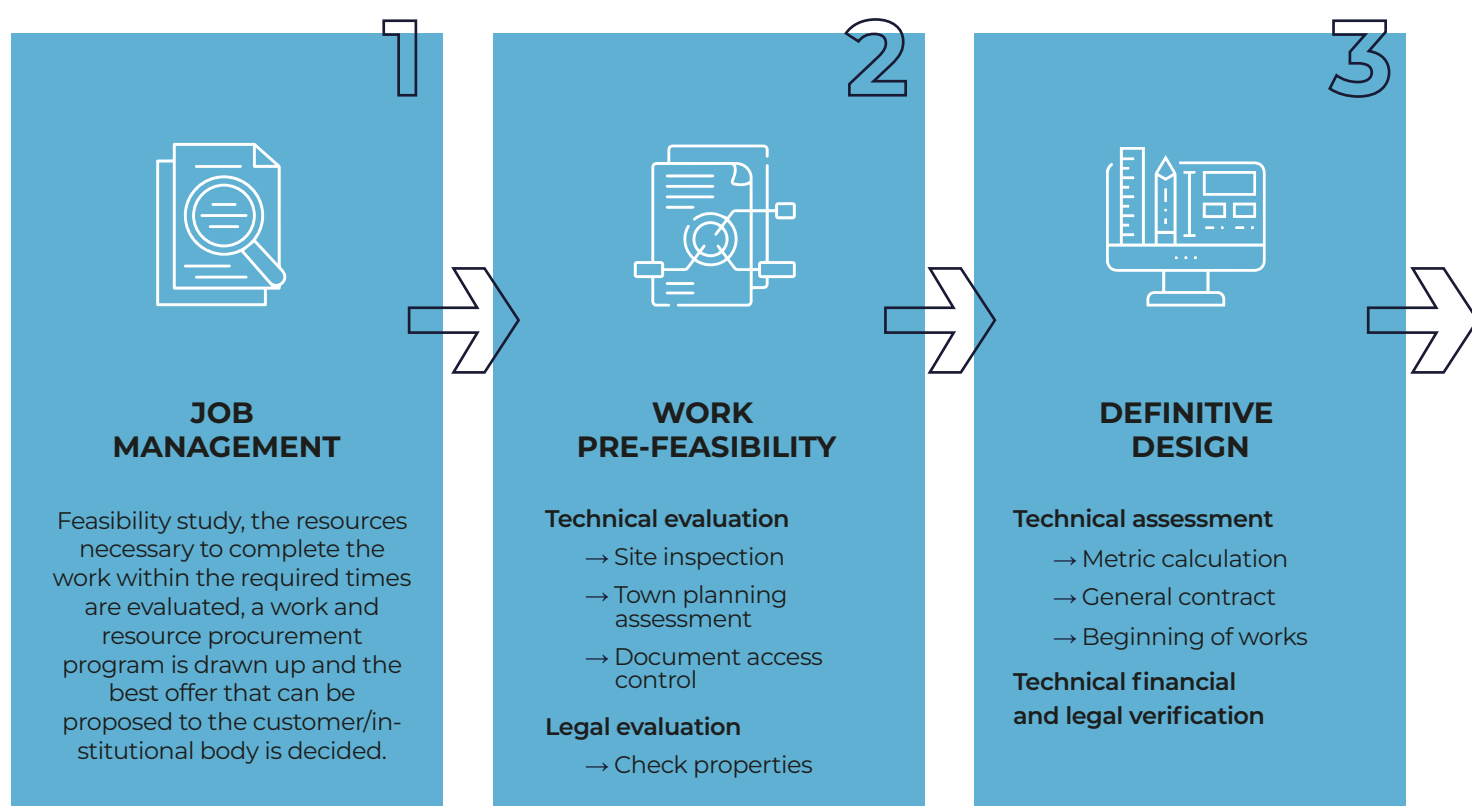 1
JOB
MANAGEMENT
Feasibility study, the resources
necessary to complete the
work within the required times
are evaluated, a work and
resource procurement
program is drawn up and the
best offer that can be
proposed to the customer/in-
stitutional body is decided.
2
WORK
PRE-FEASIBILITY
Technical evaluation
→ Site inspection
→ Town planning
assessment
→ Document access
control
Legal evaluation
→ Check properties
3
DEFINITIVE
DESIGN
Technical assessment
→ Metric calculation
→ General contract
→ Beginning of works
Technical financial
and legal verification